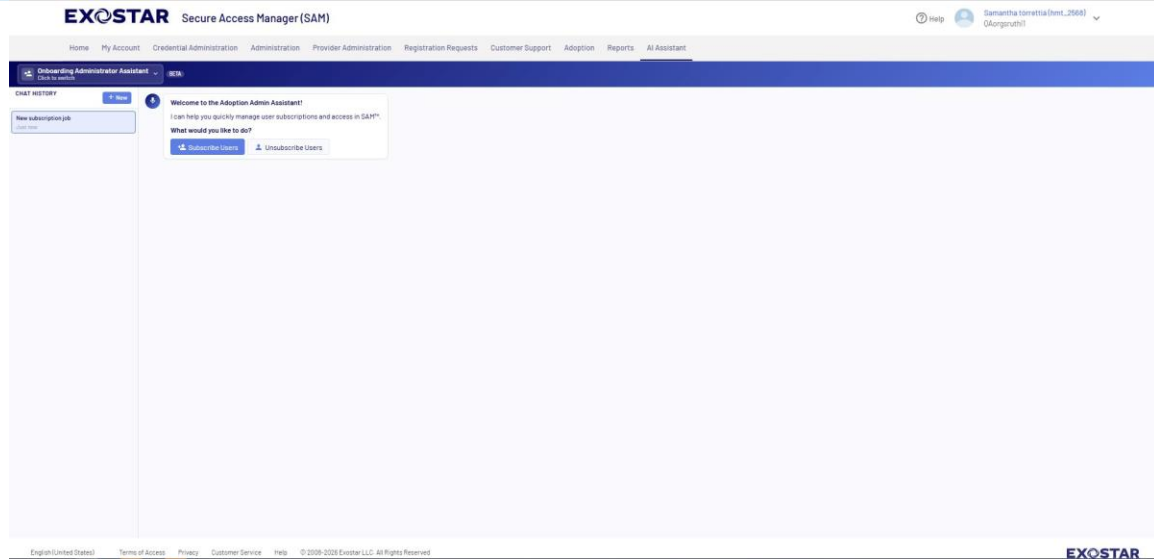 EXOSTAR Secure Access Manager (SAM)
Help
Samantha torrattia (hmt_2568)
Home My Account Credential Administration Administration Provider Administration Registration Requests Customer Support Adoption Reports AI Assistant
Onboarding Administrator Assistant BETA
Click to switch
CHAT HISTORY + New
New subscription job
Just now
Welcome to the Adoption Admin Assistant!
I can help you quickly manage user subscriptions and access in SAM™.
What would you like to do?
Subscribe Users Unsubscribe Users
English (United States) Terms of Access Privacy Customer Service Help © 2008-2026 Exostar LLC. All Rights Reserved
EXOSTAR